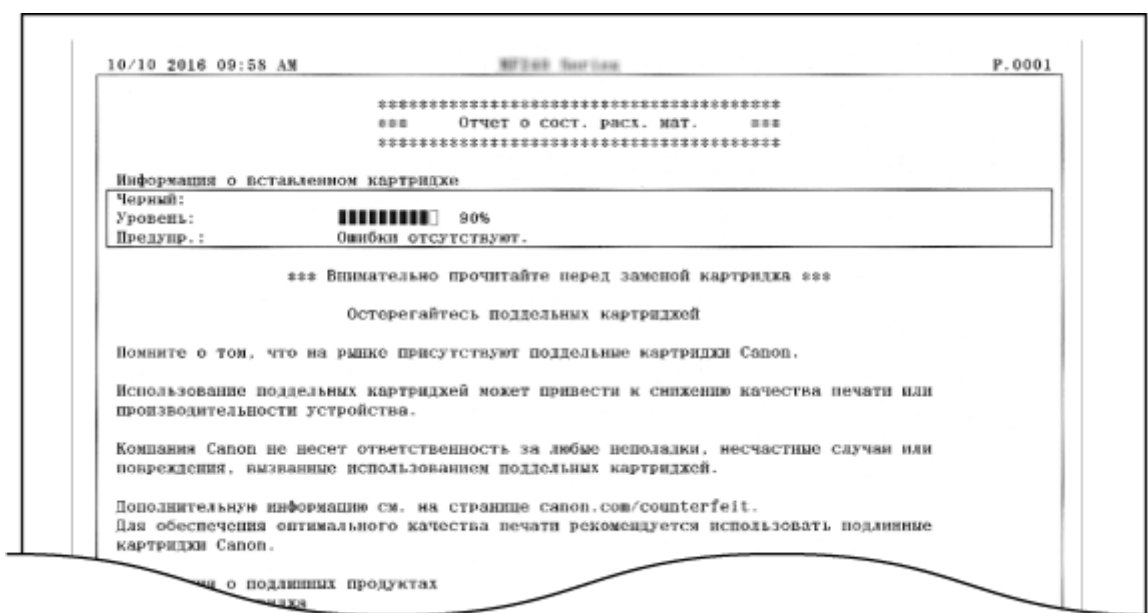 10/10 2016 09:58 AM MF240 Series P.0001
****************************************
*** Отчет о сост. расх. мат. ***
****************************************
Информация о вставленном картридже
Черный:
Уровень: 90%
Предупр.: Ошибки отсутствуют.
*** Внимательно прочитайте перед заменой картриджа ***
Остерегайтесь поддельных картриджей
Помните о том, что на рынке присутствуют поддельные картриджи Canon.
Использование поддельных картриджей может привести к снижению качества печати или
производительности устройства.
Компания Canon не несет ответственность за любые неполадки, несчастные случаи или
повреждения, вызванные использованием поддельных картриджей.
Дополнительную информацию см. на странице canon.com/counterfeit.
Для обеспечения оптимального качества печати рекомендуется использовать подлинные
картриджи Canon.
о подлинных продуктах